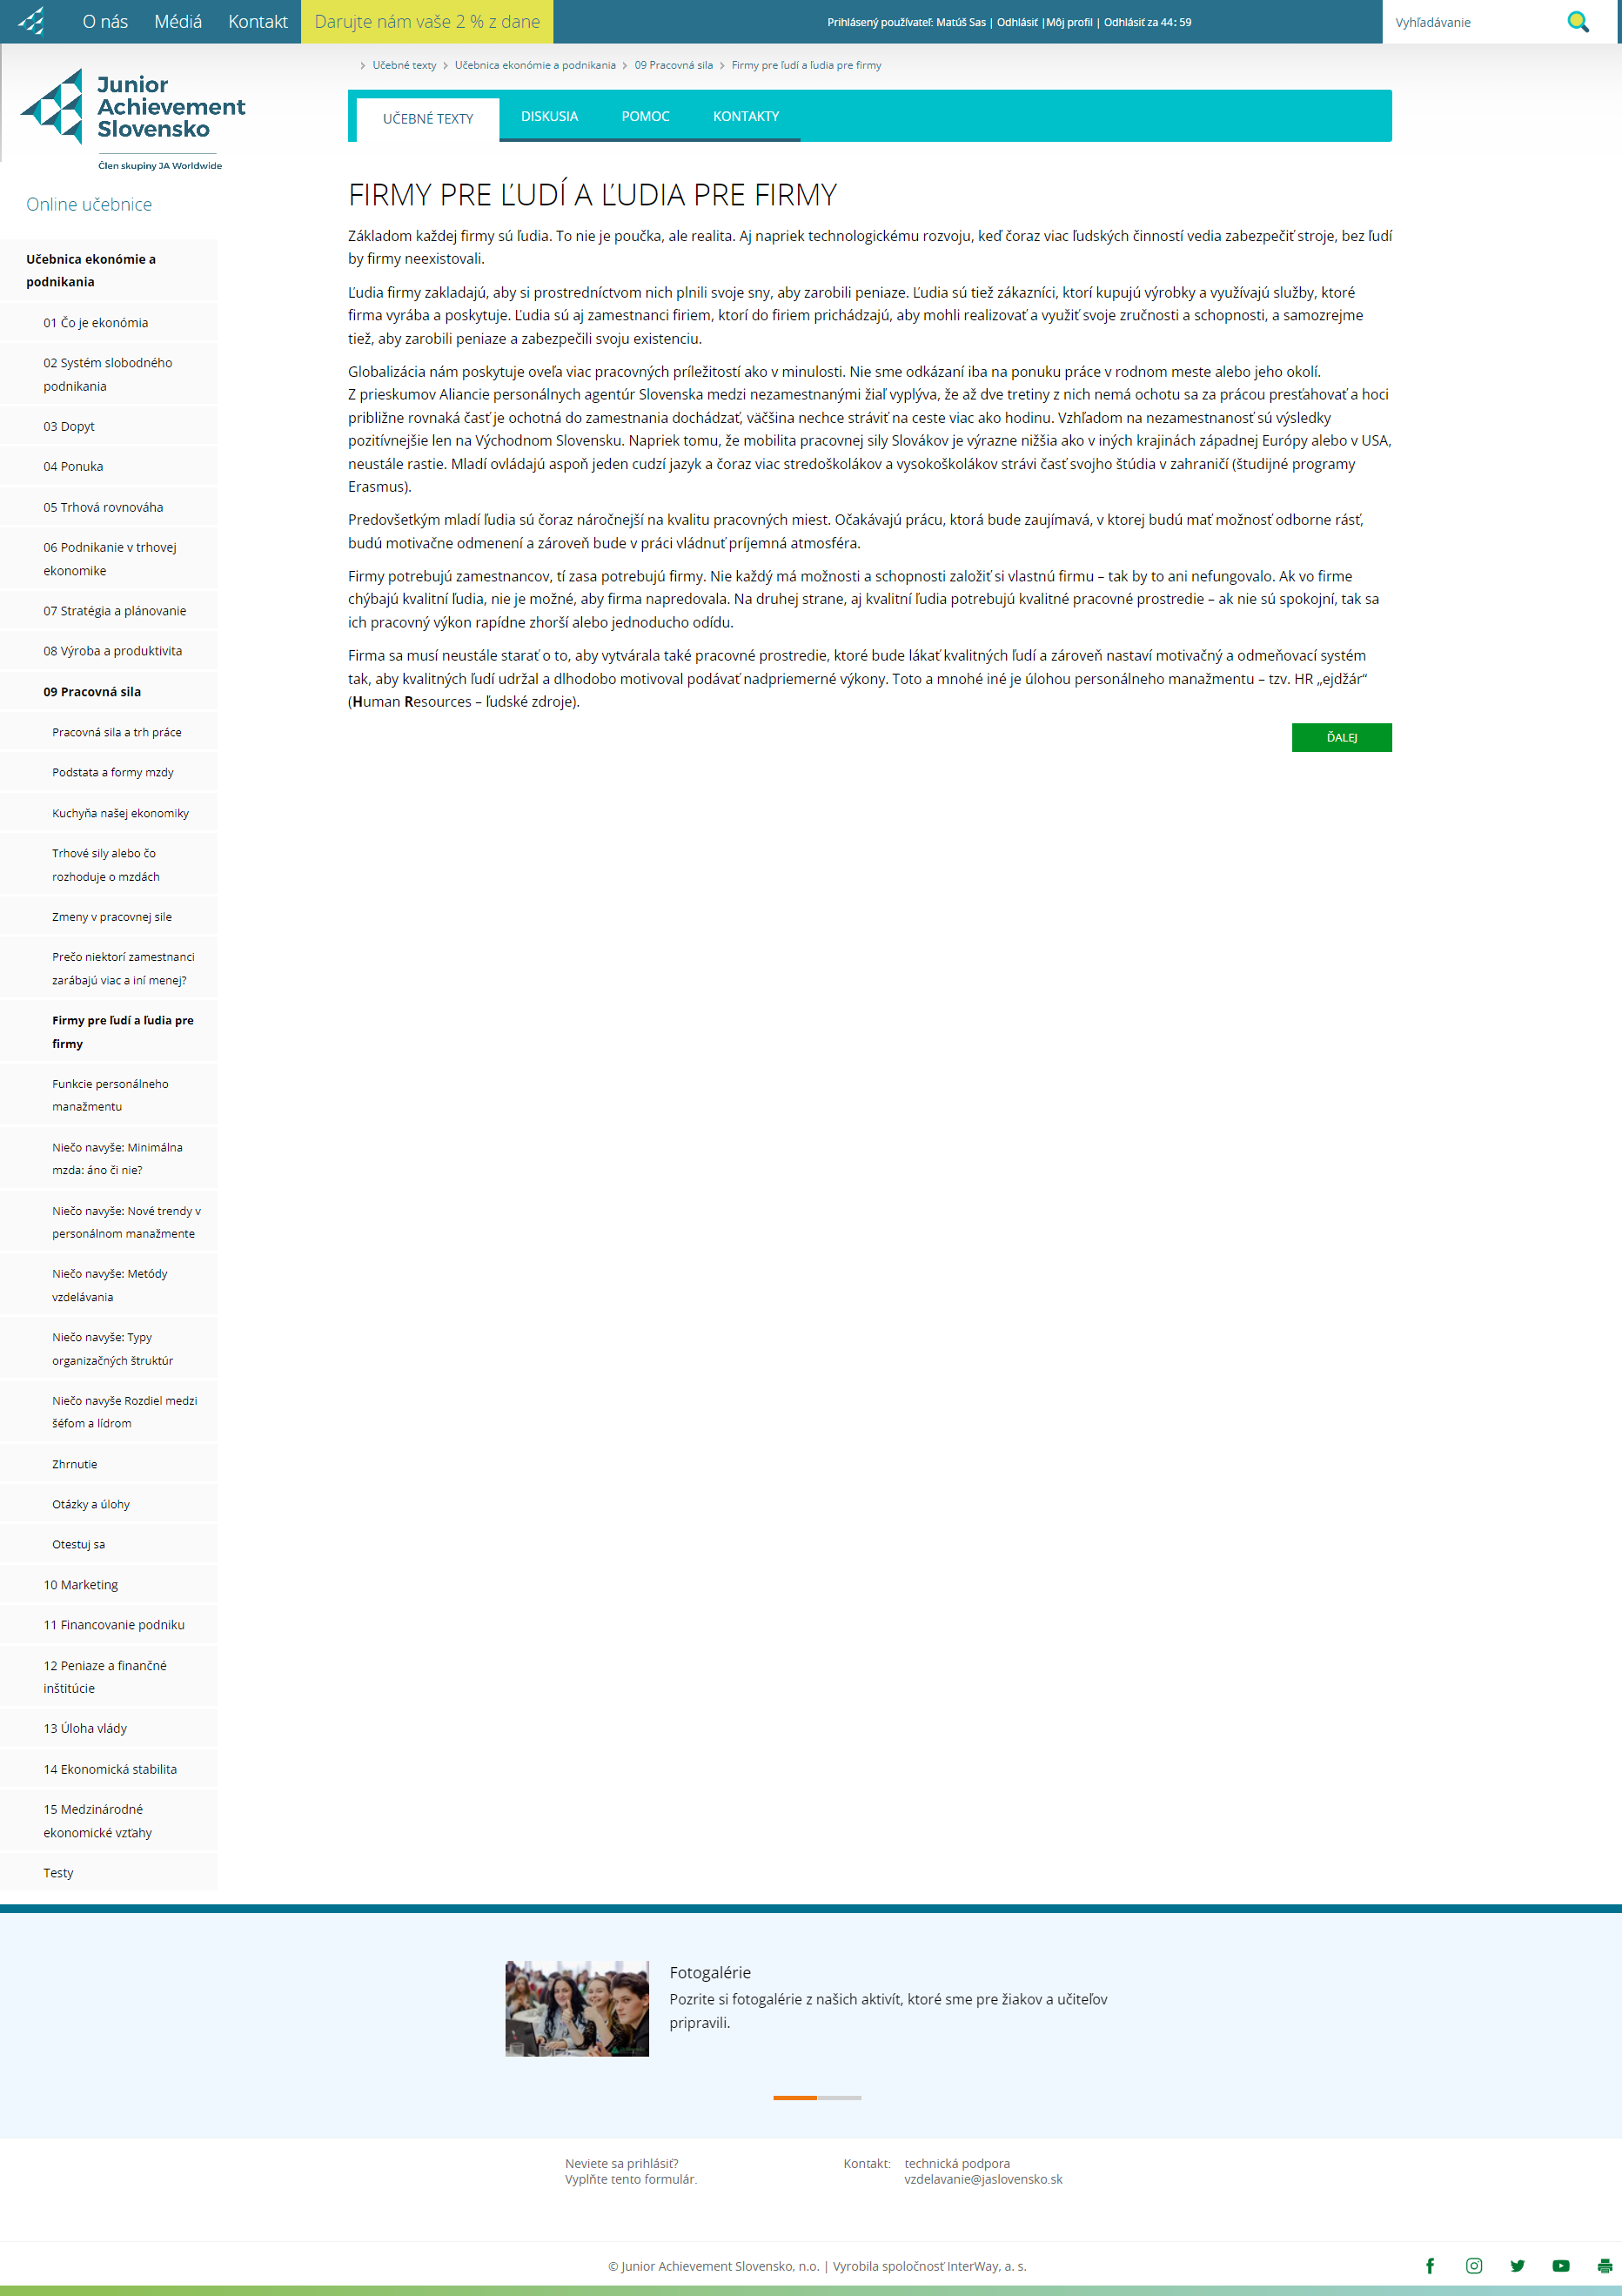 O nás Médiá Kontakt Darujte nám vaše 2 % z dane Prihlásený používateľ: Matúš Sas | Odhlásiť |Môj profil | Odhlásiť za 44: 59 Vyhľadávanie
Učebné texty Učebnica ekonómie a podnikania 09 Pracovná sila Firmy pre ľudí a ľudia pre firmy
Junior
Achievement
Slovensko
Člen skupiny JA Worldwide
UČEBNÉ TEXTY DISKUSIA POMOC KONTAKTY
Online učebnice
Učebnica ekonómie a
podnikania
01 Čo je ekonómia
02 Systém slobodného
podnikania
03 Dopyt
04 Ponuka
05 Trhová rovnováha
06 Podnikanie v trhovej
ekonomike
07 Stratégia a plánovanie
08 Výroba a produktivita
09 Pracovná sila
Pracovná sila a trh práce
Podstata a formy mzdy
Kuchyňa našej ekonomiky
Trhové sily alebo čo
rozhoduje o mzdách
Zmeny v pracovnej sile
Prečo niektorí zamestnanci
zarábajú viac a iní menej?
Firmy pre ľudí a ľudia pre
firmy
Funkcie personálneho
manažmentu
Niečo navyše: Minimálna
mzda: áno či nie?
Niečo navyše: Nové trendy v
personálnom manažmente
Niečo navyše: Metódy
vzdelávania
Niečo navyše: Typy
organizačných štruktúr
Niečo navyše Rozdiel medzi
šéfom a lídrom
Zhrnutie
Otázky a úlohy
Otestuj sa
10 Marketing
11 Financovanie podniku
12 Peniaze a finančné
inštitúcie
13 Úloha vlády
14 Ekonomická stabilita
15 Medzinárodné
ekonomické vzťahy
Testy
FIRMY PRE ĽUDÍ A ĽUDIA PRE FIRMY
Základom každej firmy sú ľudia. To nie je poučka, ale realita. Aj napriek technologickému rozvoju, keď čoraz viac ľudských činností vedia zabezpečiť stroje, bez ľudí
by firmy neexistovali.
Ľudia firmy zakladajú, aby si prostredníctvom nich plnili svoje sny, aby zarobili peniaze. Ľudia sú tiež zákazníci, ktorí kupujú výrobky a využívajú služby, ktoré
firma vyrába a poskytuje. Ľudia sú aj zamestnanci firiem, ktorí do firiem prichádzajú, aby mohli realizovať a využiť svoje zručnosti a schopnosti, a samozrejme
tiež, aby zarobili peniaze a zabezpečili svoju existenciu.
Globalizácia nám poskytuje oveľa viac pracovných príležitostí ako v minulosti. Nie sme odkázaní iba na ponuku práce v rodnom meste alebo jeho okolí.
Z prieskumov Aliancie personálnych agentúr Slovenska medzi nezamestnanými žiaľ vyplýva, že až dve tretiny z nich nemá ochotu sa za prácou presťahovať a hoci
približne rovnaká časť je ochotná do zamestnania dochádzať, väčšina nechce stráviť na ceste viac ako hodinu. Vzhľadom na nezamestnanosť sú výsledky
pozitívnejšie len na Východnom Slovensku. Napriek tomu, že mobilita pracovnej sily Slovákov je výrazne nižšia ako v iných krajinách západnej Európy alebo v USA,
neustále rastie. Mladí ovládajú aspoň jeden cudzí jazyk a čoraz viac stredoškolákov a vysokoškolákov strávi časť svojho štúdia v zahraničí (študijné programy
Erasmus).
Predovšetkým mladí ľudia sú čoraz náročnejší na kvalitu pracovných miest. Očakávajú prácu, ktorá bude zaujímavá, v ktorej budú mať možnosť odborne rásť,
budú motivačne odmenení a zároveň bude v práci vládnuť príjemná atmosféra.
Firmy potrebujú zamestnancov, tí zasa potrebujú firmy. Nie každý má možnosti a schopnosti založiť si vlastnú firmu – tak by to ani nefungovalo. Ak vo firme
chýbajú kvalitní ľudia, nie je možné, aby firma napredovala. Na druhej strane, aj kvalitní ľudia potrebujú kvalitné pracovné prostredie – ak nie sú spokojní, tak sa
ich pracovný výkon rapídne zhorší alebo jednoducho odídu.
Firma sa musí neustále starať o to, aby vytvárala také pracovné prostredie, ktoré bude lákať kvalitných ľudí a zároveň nastaví motivačný a odmeňovací systém
tak, aby kvalitných ľudí udržal a dlhodobo motivoval podávať nadpriemerné výkony. Toto a mnohé iné je úlohou personálneho manažmentu – tzv. HR „ejdžár“
(Human Resources – ľudské zdroje).
ĎALEJ
Fotogalérie
Pozrite si fotogalérie z našich aktivít, ktoré sme pre žiakov a učiteľov
pripravili.
Neviete sa prihlásiť?
Vyplňte tento formulár.
Kontakt: technická podpora
vzdelavanie@jaslovensko.sk
© Junior Achievement Slovensko, n.o. | Vyrobila spoločnosť InterWay, a. s.